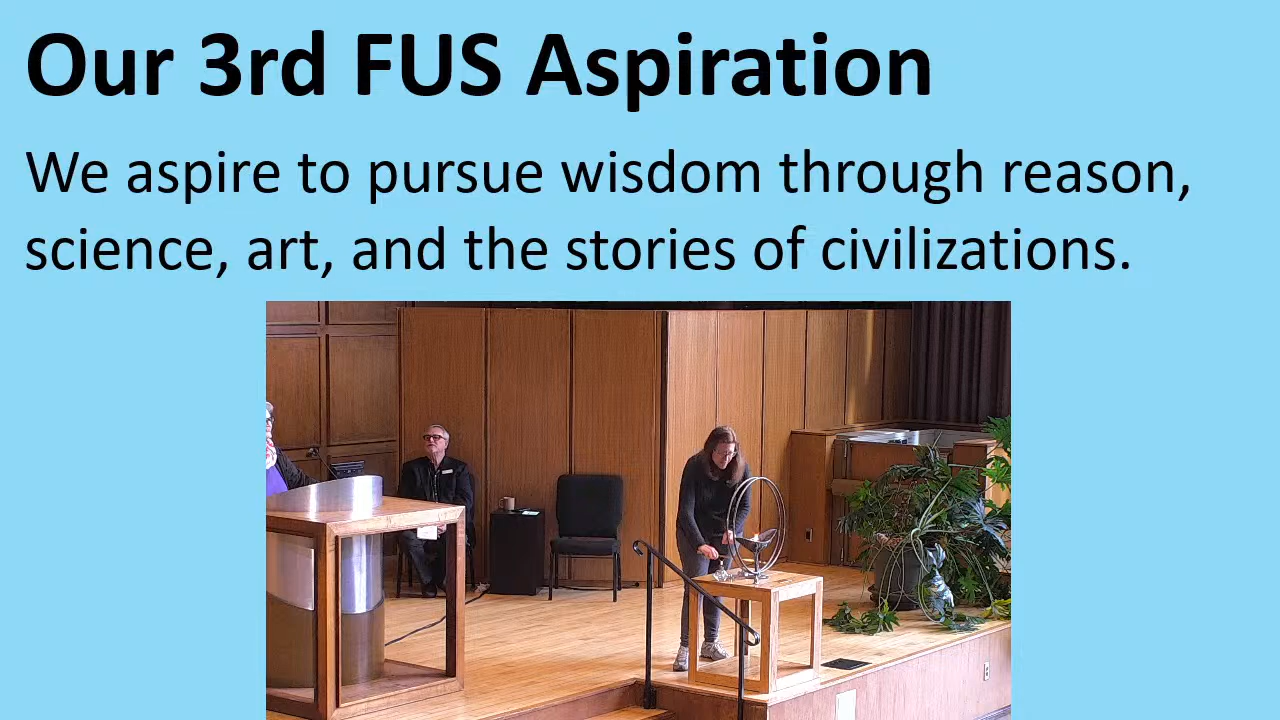 Our 3rd FUS Aspiration
We aspire to pursue wisdom through reason,
science, art, and the stories of civilizations.